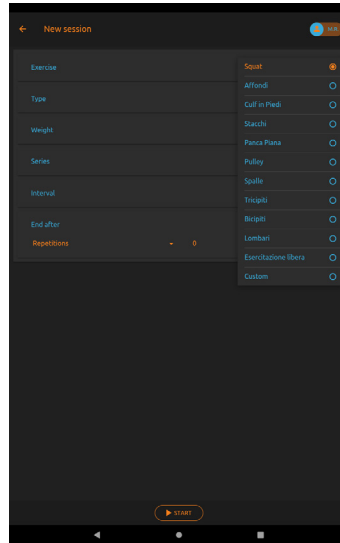 New session
M.R.
Exercise
Type
Weight
Series
Interval
End after
Repetitions 0
Squat
Affondi
Culf in Piedi
Stacchi
Panca Piana
Pulley
Spalle
Tricipiti
Bicipiti
Lombari
Esercitazione libera
Custom
START